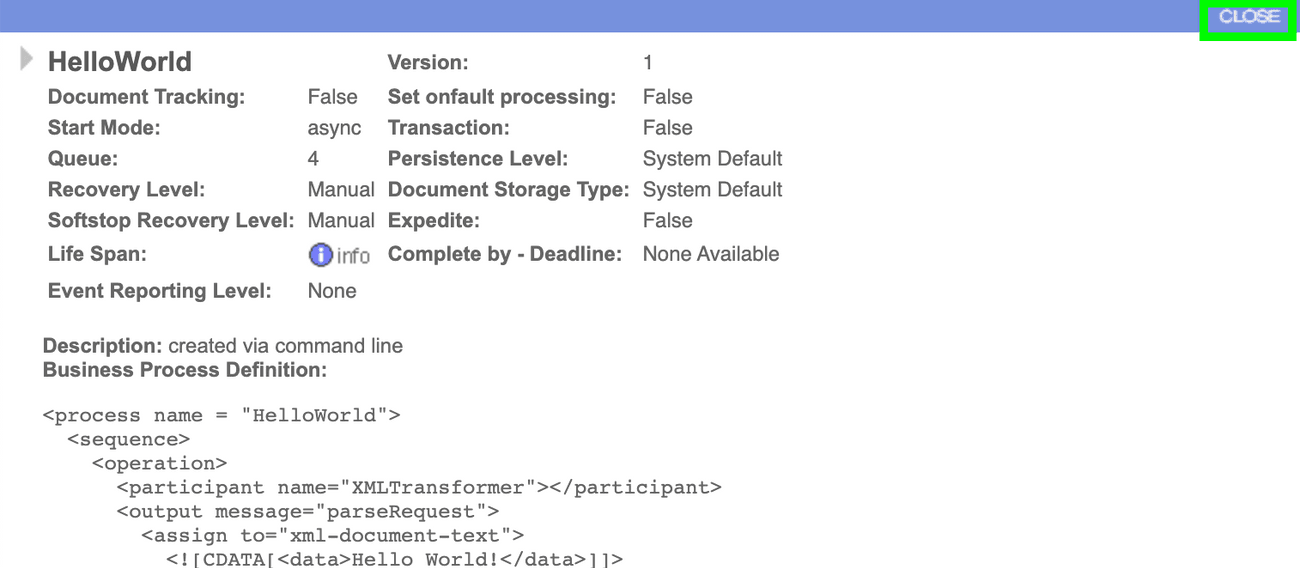 CLOSE
HelloWorld Version: 1
Document Tracking: False Set onfault processing: False
Start Mode: async Transaction: False
Queue: 4 Persistence Level: System Default
Recovery Level: Manual Document Storage Type: System Default
Softstop Recovery Level: Manual Expedite: False
Life Span: info Complete by - Deadline: None Available
Event Reporting Level: None
Description: created via command line
Business Process Definition:
<process name = "HelloWorld">
<sequence>
<operation>
<participant name="XMLTransformer"></participant>
<output message="parseRequest">
<assign to="xml-document-text">
<![CDATA[<data>Hello World!</data>]]>